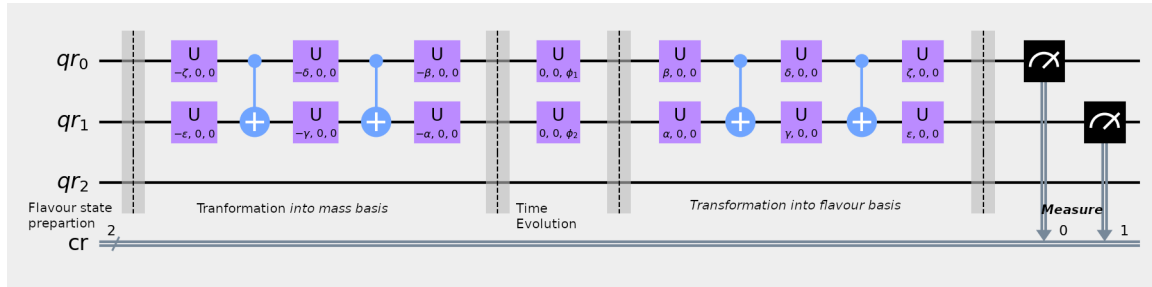 qr₀ U −ζ, 0, 0 U −δ, 0, 0 U −β, 0, 0 U 0, 0, ϕ₁ U β, 0, 0 U δ, 0, 0 U ζ, 0, 0
qr₁ U −ε, 0, 0 U −γ, 0, 0 U −α, 0, 0 U 0, 0, ϕ₂ U α, 0, 0 U γ, 0, 0 U ε, 0, 0
qr₂
Flavour state
prepartion
Tranformation into mass basis
Time
Evolution
Transformation into flavour basis
Measure
cr 2 0 1